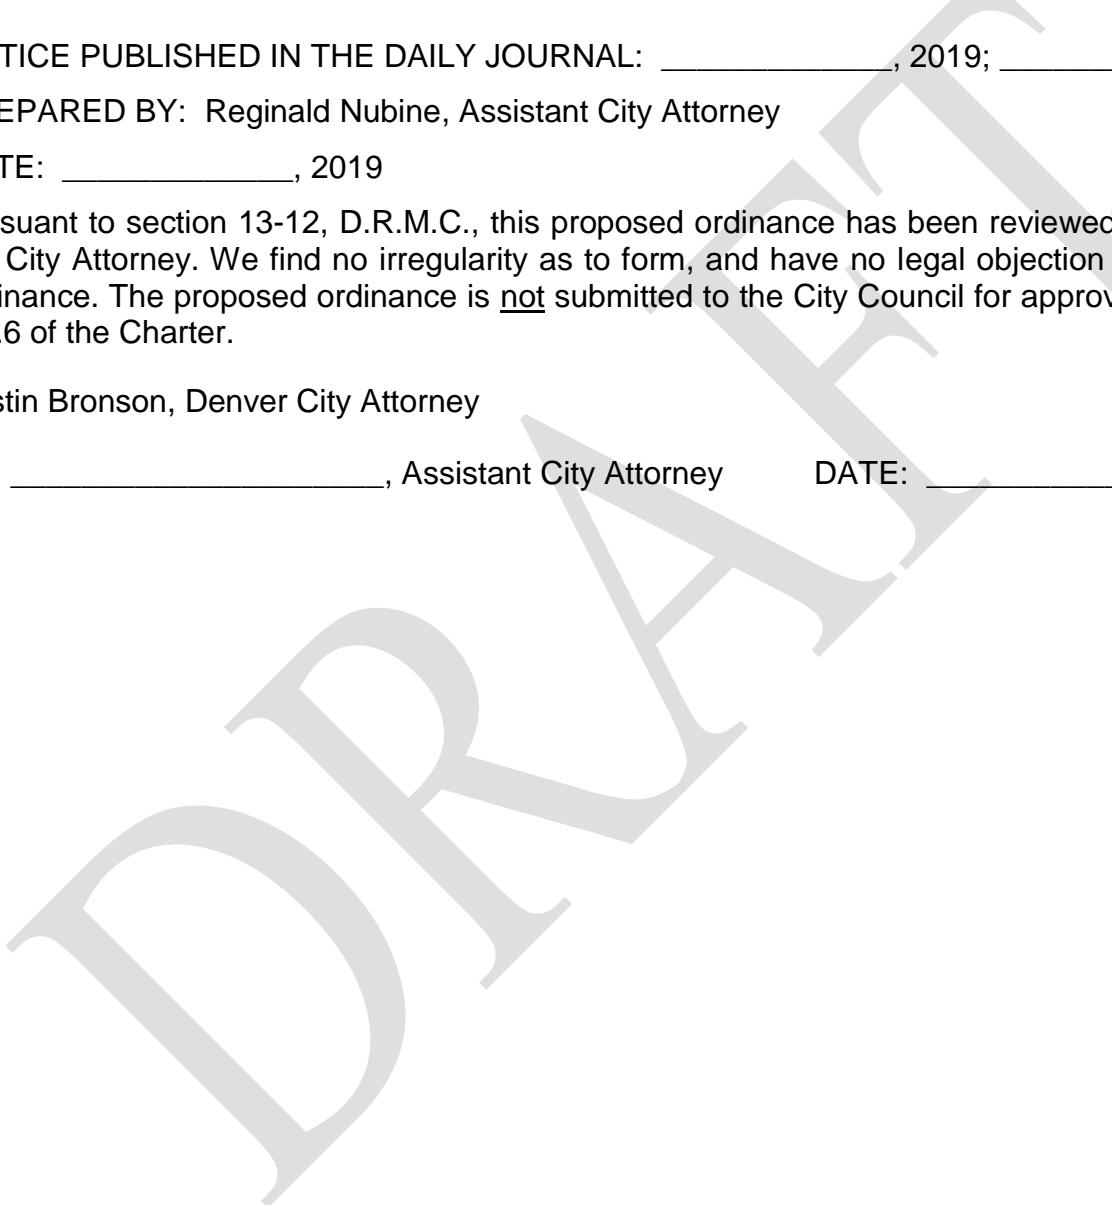 TICE PUBLISHED IN THE DAILY JOURNAL: _____________, 2019; ______
EPARED BY: Reginald Nubine, Assistant City Attorney
TE: _____________, 2019
suant to section 13-12, D.R.M.C., this proposed ordinance has been reviewed
City Attorney. We find no irregularity as to form, and have no legal objection
inance. The proposed ordinance is not submitted to the City Council for approv
.6 of the Charter.
stin Bronson, Denver City Attorney
_____________________, Assistant City Attorney DATE: ___________
DRAFT